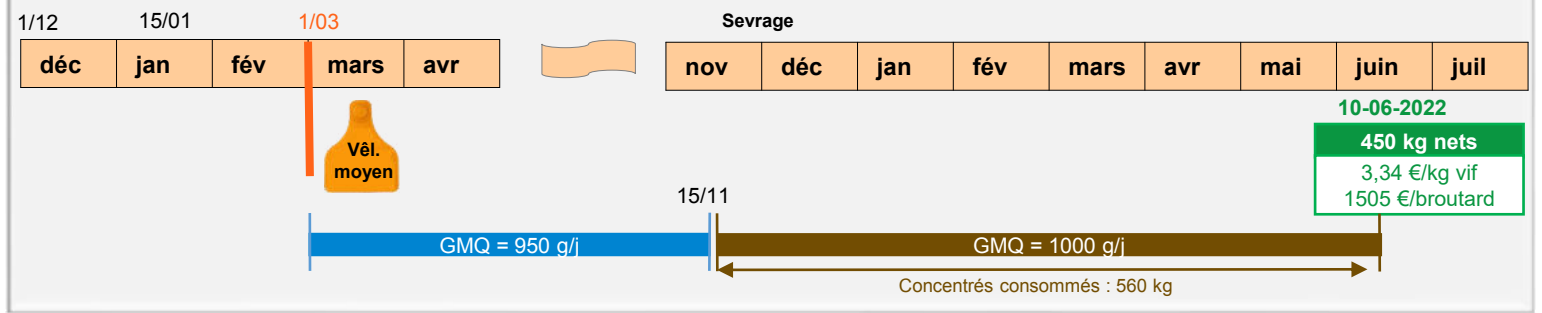 1/12 15/01 1/03 Sevrage
déc jan fév mars avr nov déc jan fév mars avr mai juin juil
10-06-2022
Vêl.
moyen
450 kg nets
3,34 €/kg vif
1505 €/broutard
15/11
GMQ = 950 g/j GMQ = 1000 g/j
Concentrés consommés : 560 kg